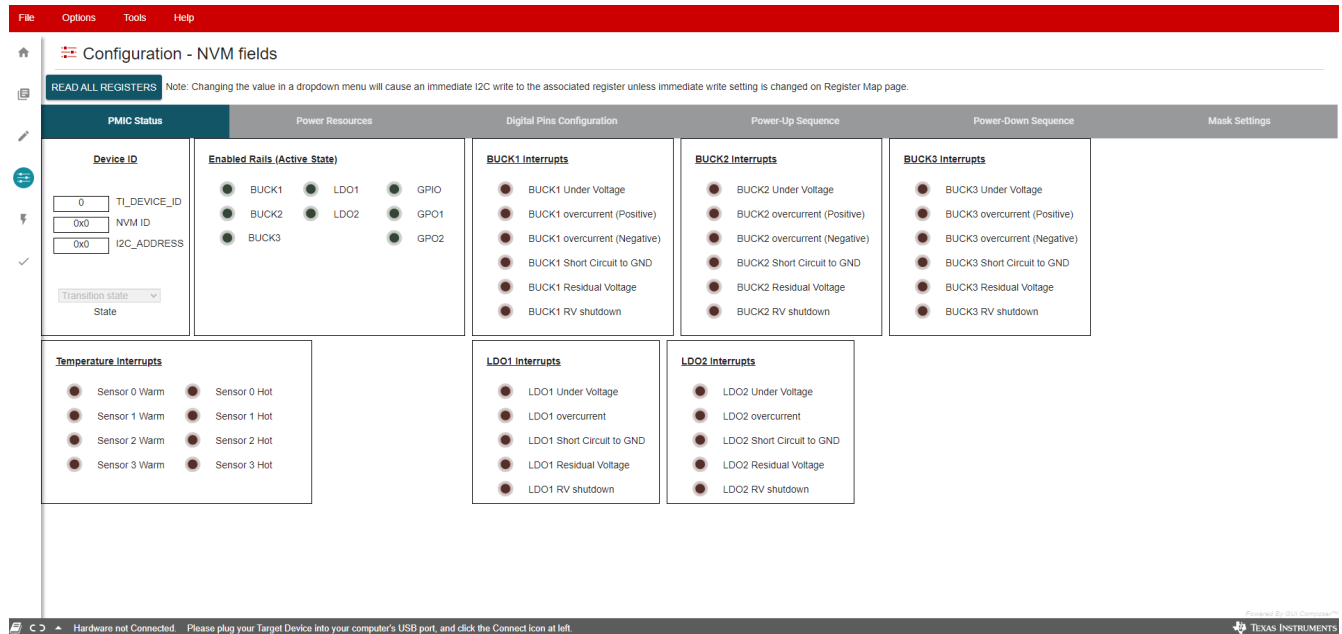 File Options Tools Help
Configuration - NVM fields
READ ALL REGISTERS Note: Changing the value in a dropdown menu will cause an immediate I2C write to the associated register unless immediate write setting is changed on Register Map page.
PMIC Status Power Resources Digital Pins Configuration Power-Up Sequence Power-Down Sequence Mask Settings
Device ID
0 TI_DEVICE_ID
0x0 NVM ID
0x0 I2C_ADDRESS
Transition state
State
Enabled Rails (Active State)
BUCK1 LDO1 GPIO
BUCK2 LDO2 GPO1
BUCK3 GPO2
BUCK1 Interrupts
BUCK1 Under Voltage
BUCK1 overcurrent (Positive)
BUCK1 overcurrent (Negative)
BUCK1 Short Circuit to GND
BUCK1 Residual Voltage
BUCK1 RV shutdown
BUCK2 Interrupts
BUCK2 Under Voltage
BUCK2 overcurrent (Positive)
BUCK2 overcurrent (Negative)
BUCK2 Short Circuit to GND
BUCK2 Residual Voltage
BUCK2 RV shutdown
BUCK3 Interrupts
BUCK3 Under Voltage
BUCK3 overcurrent (Positive)
BUCK3 overcurrent (Negative)
BUCK3 Short Circuit to GND
BUCK3 Residual Voltage
BUCK3 RV shutdown
Temperature Interrupts
Sensor 0 Warm Sensor 0 Hot
Sensor 1 Warm Sensor 1 Hot
Sensor 2 Warm Sensor 2 Hot
Sensor 3 Warm Sensor 3 Hot
LDO1 Interrupts
LDO1 Under Voltage
LDO1 overcurrent
LDO1 Short Circuit to GND
LDO1 Residual Voltage
LDO1 RV shutdown
LDO2 Interrupts
LDO2 Under Voltage
LDO2 overcurrent
LDO2 Short Circuit to GND
LDO2 Residual Voltage
LDO2 RV shutdown
Powered By GUI Composer™
Hardware not Connected. Please plug your Target Device into your computer's USB port, and click the Connect icon at left.
TEXAS INSTRUMENTS